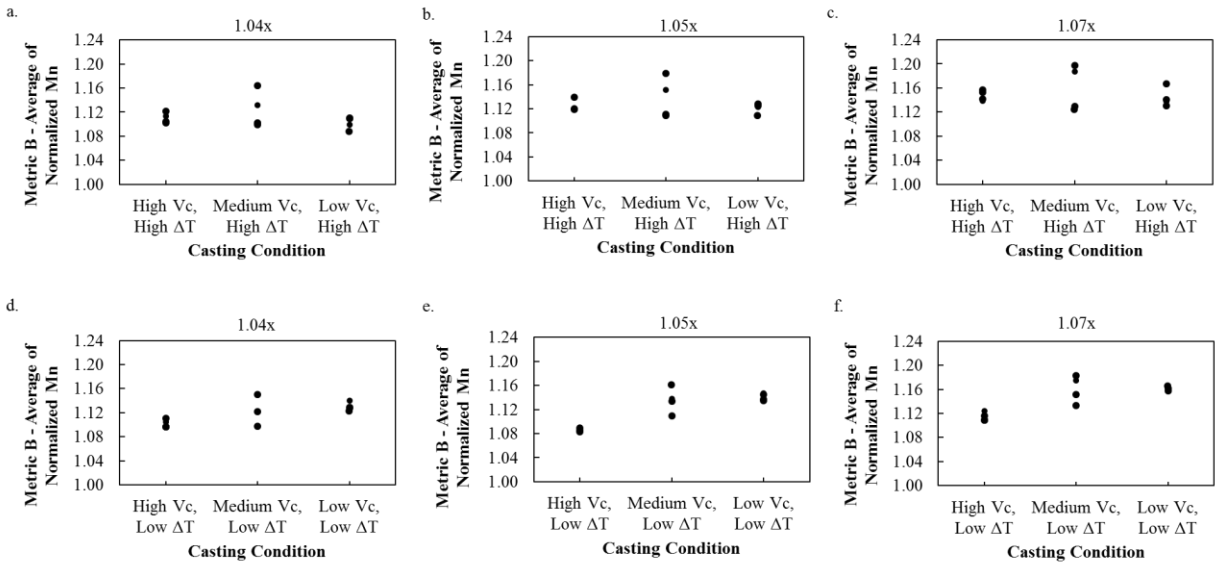 a.
1.04x
Metric B - Average of
Normalized Mn
1.24
1.20
1.16
1.12
1.08
1.04
1.00
High Vc, Medium Vc, Low Vc,
High ΔT High ΔT High ΔT
Casting Condition
b.
1.05x
Metric B - Average of
Normalized Mn
1.24
1.20
1.16
1.12
1.08
1.04
1.00
High Vc, Medium Vc, Low Vc,
High ΔT High ΔT High ΔT
Casting Condition
c.
1.07x
Metric B - Average of
Normalized Mn
1.24
1.20
1.16
1.12
1.08
1.04
1.00
High Vc, Medium Vc, Low Vc,
High ΔT High ΔT High ΔT
Casting Condition
d.
1.04x
Metric B - Average of
Normalized Mn
1.24
1.20
1.16
1.12
1.08
1.04
1.00
High Vc, Medium Vc, Low Vc,
Low ΔT Low ΔT Low ΔT
Casting Condition
e.
1.05x
Metric B - Average of
Normalized Mn
1.24
1.20
1.16
1.12
1.08
1.04
1.00
High Vc, Medium Vc, Low Vc,
Low ΔT Low ΔT Low ΔT
Casting Condition
f.
1.07x
Metric B - Average of
Normalized Mn
1.24
1.20
1.16
1.12
1.08
1.04
1.00
High Vc, Medium Vc, Low Vc,
Low ΔT Low ΔT Low ΔT
Casting Condition